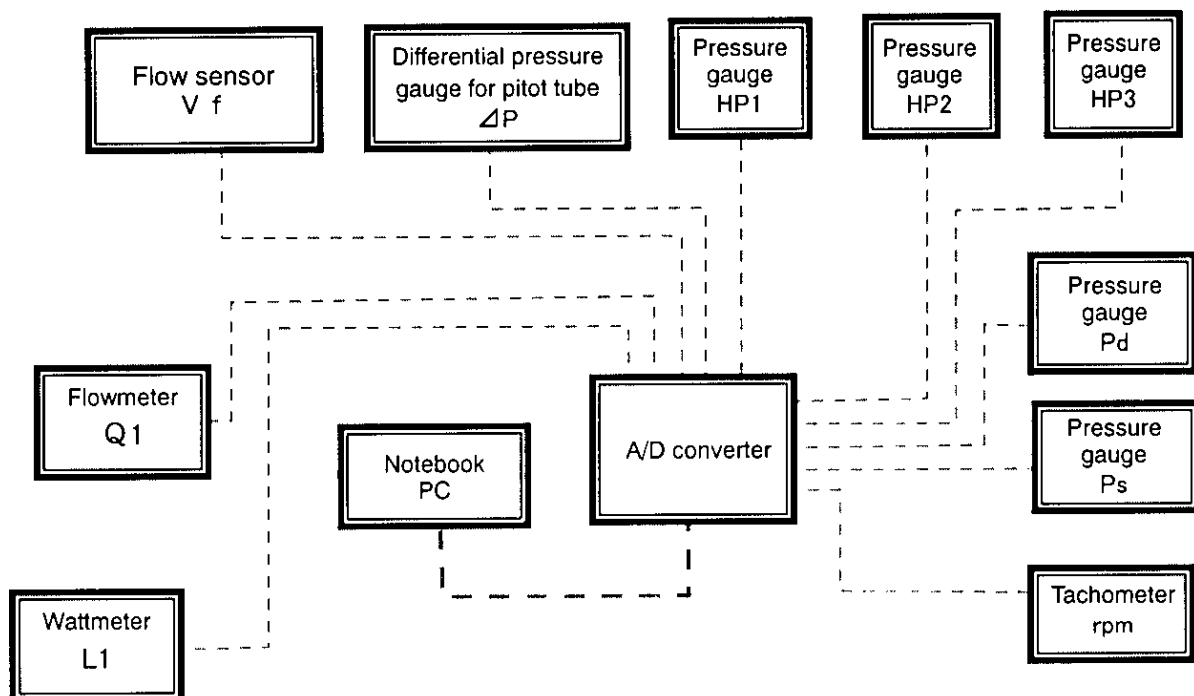 Flow sensor
V f
Differential pressure
gauge for pitot tube
⊿P
Pressure
gauge
HP1
Pressure
gauge
HP2
Pressure
gauge
HP3
Pressure
gauge
Pd
Flowmeter
Q1
Notebook
PC
A/D converter
Pressure
gauge
Ps
Wattmeter
L1
Tachometer
rpm